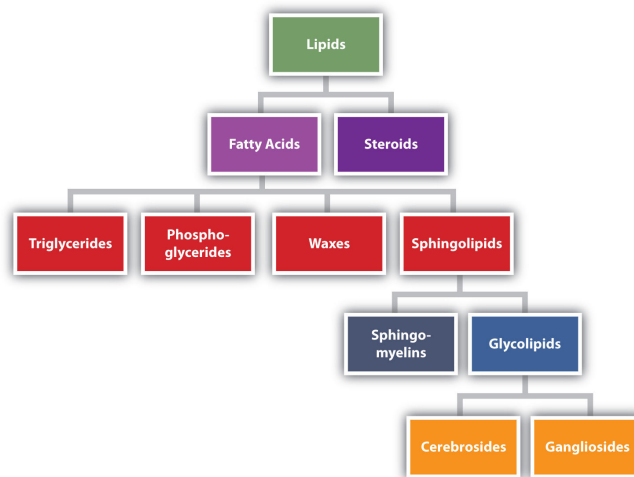 Lipids
Fatty Acids
Steroids
Triglycerides
Phospho-
glycerides
Waxes
Sphingolipids
Sphingo-
myelins
Glycolipids
Cerebrosides
Gangliosides